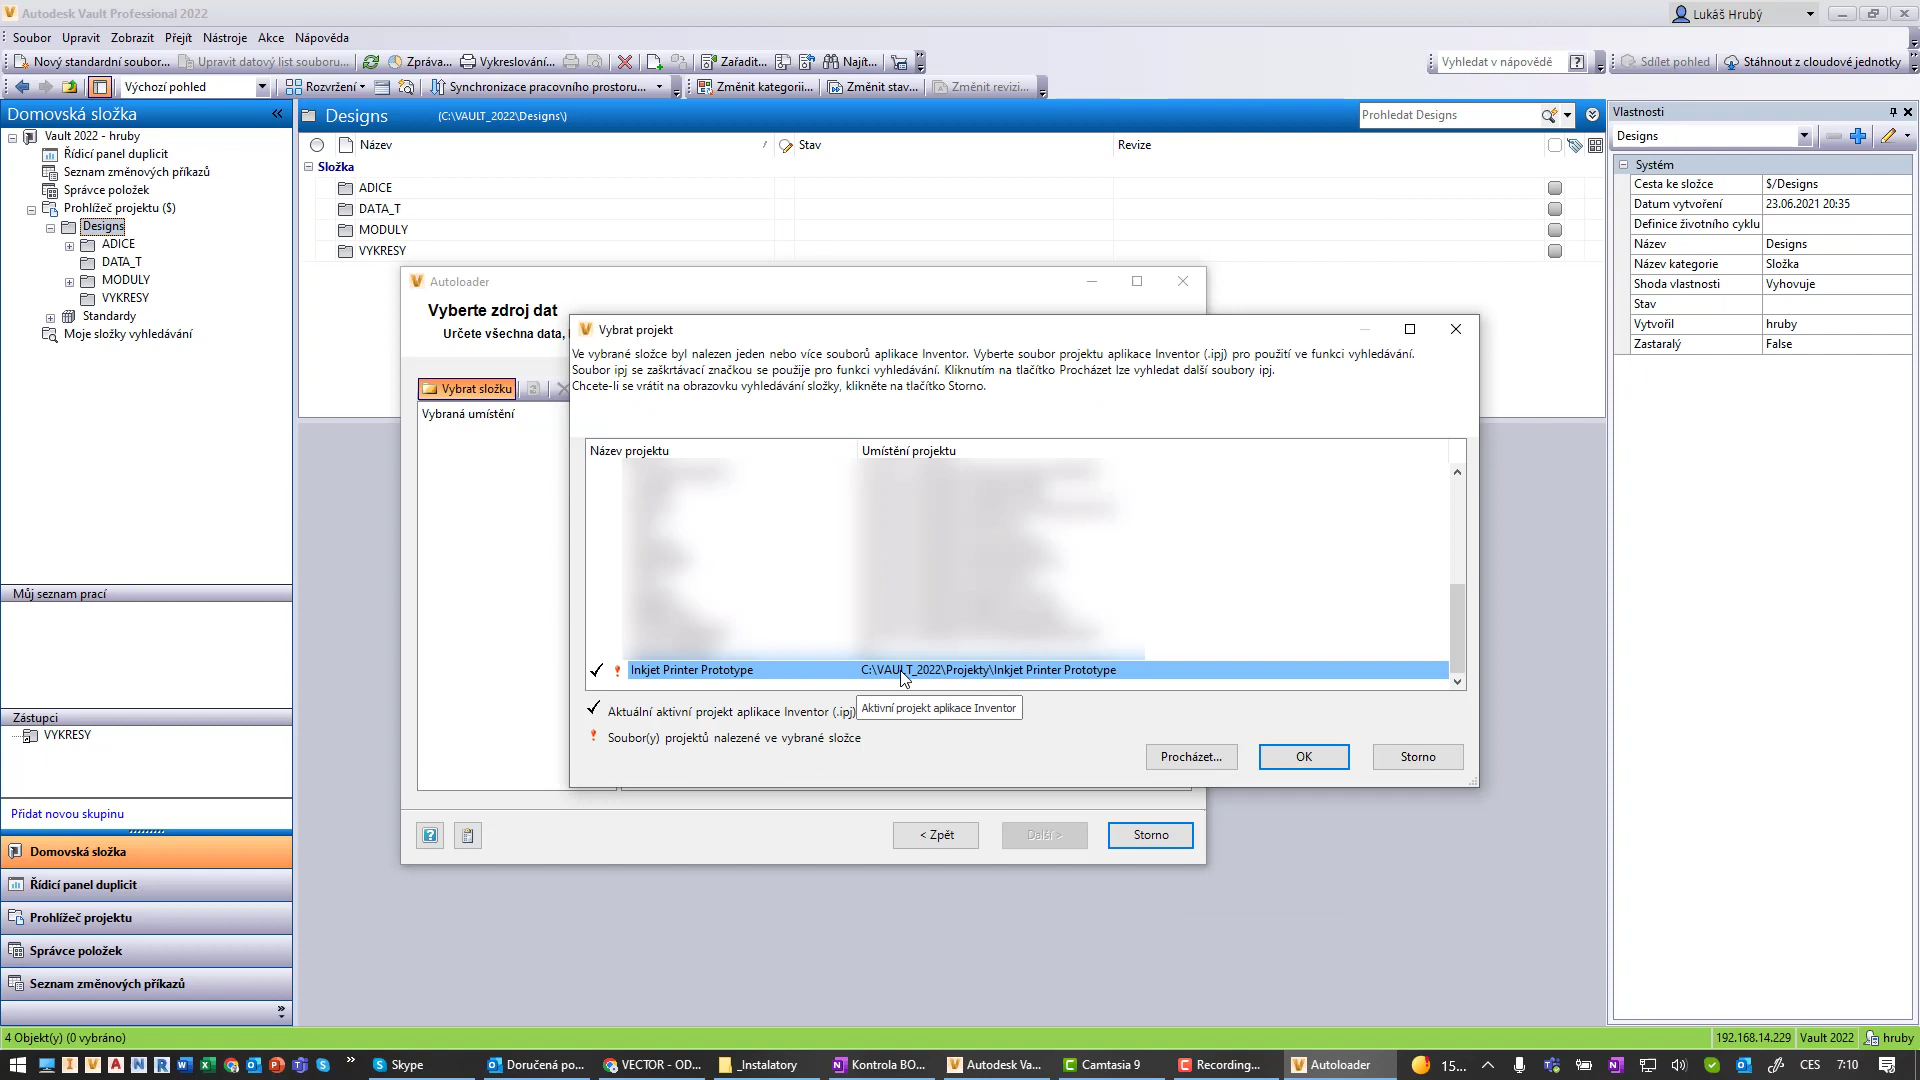 Autodesk Vault Professional 2022
Lukáš Hrubý
Soubor Upravit Zobrazit Přejít Nástroje Akce Nápověda
Nový standardní soubor... Upravit datový list souboru... Zpráva... Vykreslování... Zařadit... Najít... Vyhledat v nápovědě Sdílet pohled Stáhnout z cloudové jednotky
Výchozí pohled Rozvržení Synchronizace pracovního prostoru... Změnit kategorii... Změnit stav... Změnit revizi...
Domovská složka
Vault 2022 - hruby
Řídicí panel duplicit
Seznam změnových příkazů
Správce položek
Prohlížeč projektu ($)
Designs
ADICE
DATA_T
MODULY
VYKRESY
Standardy
Moje složky vyhledávání
Můj seznam prací
Zástupci
VYKRESY
Přidat novou skupinu
Domovská složka
Řídicí panel duplicit
Prohlížeč projektu
Správce položek
Seznam změnových příkazů
Designs (C:\VAULT_2022\Designs\) Prohledat Designs
Název / Stav Revize
Složka
ADICE
DATA_T
MODULY
VYKRESY
Vlastnosti
Designs
Systém
Cesta ke složce $/Designs
Datum vytvoření 23.06.2021 20:35
Definice životního cyklu
Název Designs
Název kategorie Složka
Shoda vlastnosti Vyhovuje
Stav
Vytvořil hruby
Zastaralý False
Autoloader
Vyberte zdroj dat
Určete všechna data,
Vybrat složku
Vybraná umístění
< Zpět Další > Storno
Vybrat projekt
Ve vybrané složce byl nalezen jeden nebo více souborů aplikace Inventor. Vyberte soubor projektu aplikace Inventor (.ipj) pro použití ve funkci vyhledávání.
Soubor ipj se zaškrtávací značkou se použije pro funkci vyhledávání. Kliknutím na tlačítko Procházet lze vyhledat další soubory ipj.
Chcete-li se vrátit na obrazovku vyhledávání složky, klikněte na tlačítko Storno.
Název projektu Umístění projektu
Inkjet Printer Prototype C:\VAULT_2022\Projekty\Inkjet Printer Prototype
Aktuální aktivní projekt aplikace Inventor (.ipj)
Aktivní projekt aplikace Inventor
Soubor(y) projektů nalezené ve vybrané složce
Procházet... OK Storno
4 Objekt(y) (0 vybráno) 192.168.14.229 Vault 2022 hruby
Skype Doručená po... VECTOR - OD... _Instalatory Kontrola BO... Autodesk Va... Camtasia 9 Recording... Autoloader 15... CES 7:10